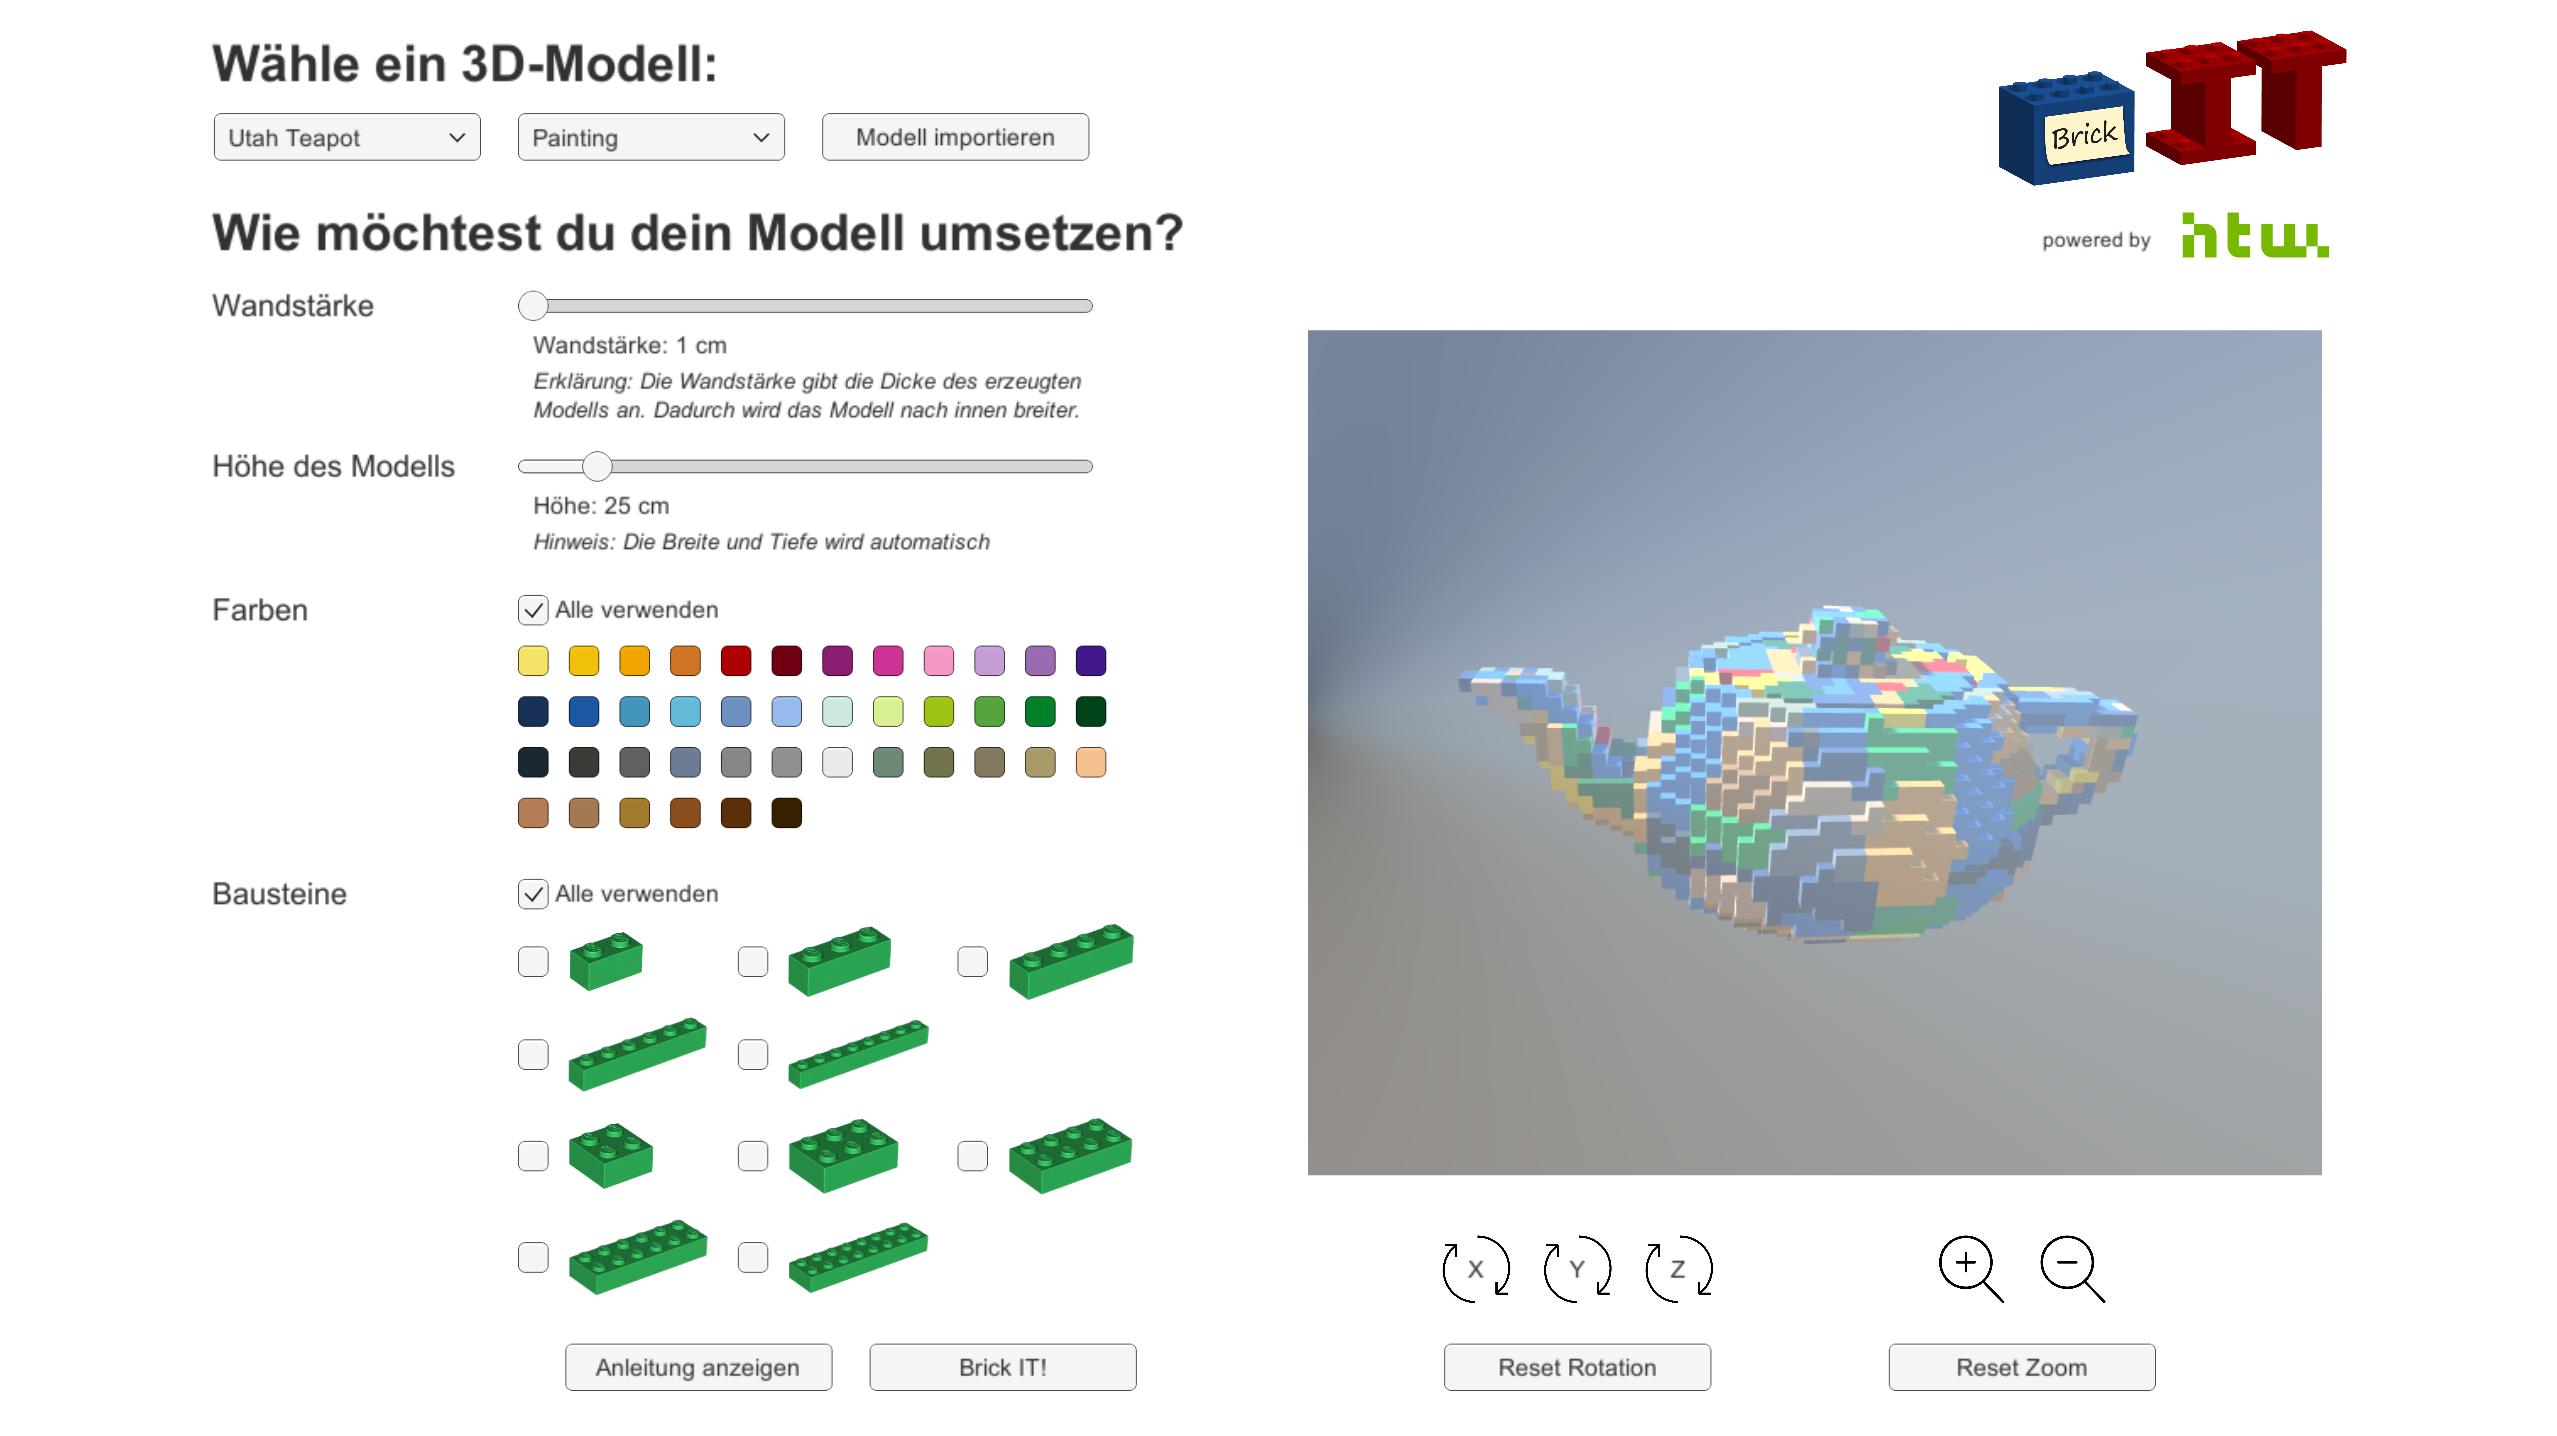 Wähle ein 3D-Modell:
Utah Teapot
Painting
Modell importieren
Brick
IT
powered by
htw.
Wie möchtest du dein Modell umsetzen?
Wandstärke
Wandstärke: 1 cm
Erklärung: Die Wandstärke gibt die Dicke des erzeugten
Modells an. Dadurch wird das Modell nach innen breiter.
Höhe des Modells
Höhe: 25 cm
Hinweis: Die Breite und Tiefe wird automatisch
Farben
Alle verwenden
Bausteine
Alle verwenden
X
Y
Z
Anleitung anzeigen
Brick IT!
Reset Rotation
Reset Zoom